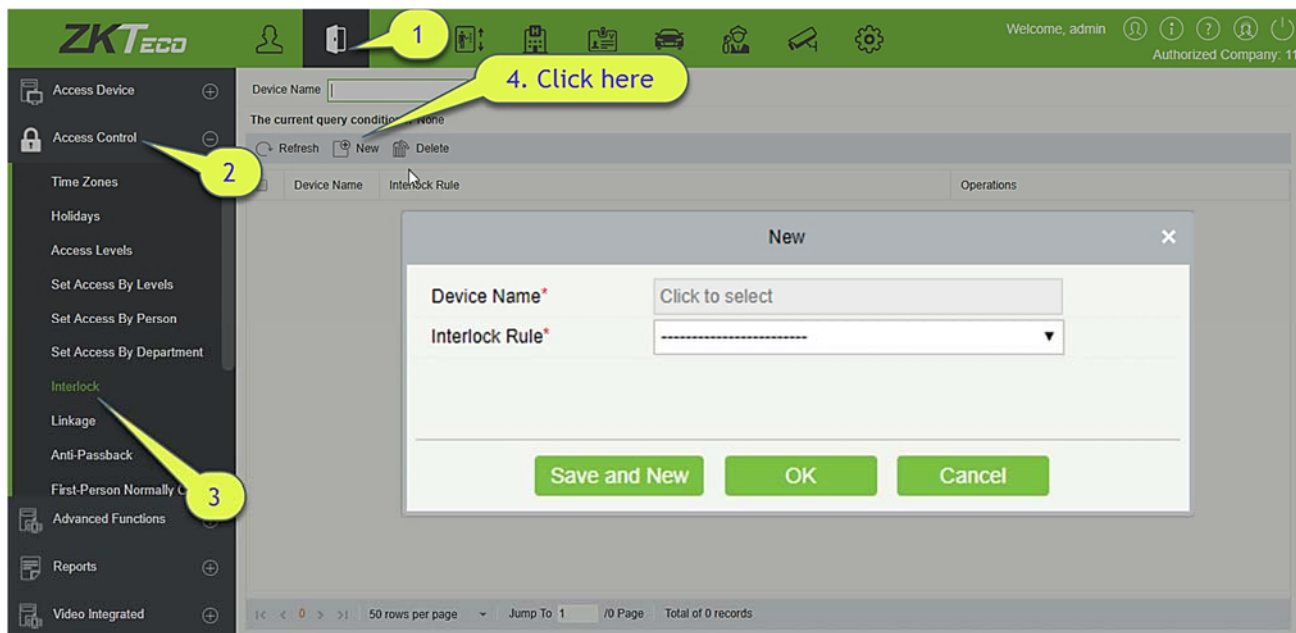 ZKTECO
1
Welcome, admin
Authorized Company: 11
Access Device
Access Control
2
Time Zones
Holidays
Access Levels
Set Access By Levels
Set Access By Person
Set Access By Department
Interlock
Linkage
Anti-Passback
First-Person Normally
3
Advanced Functions
Reports
Video Integrated
Device Name
4. Click here
The current query None
Refresh New Delete
Device Name Interlock Rule Operations
New
Device Name* Click to select
Interlock Rule* -------------------------
Save and New OK Cancel
|< < 0 > >| 50 rows per page Jump To 1 /0 Page Total of 0 records